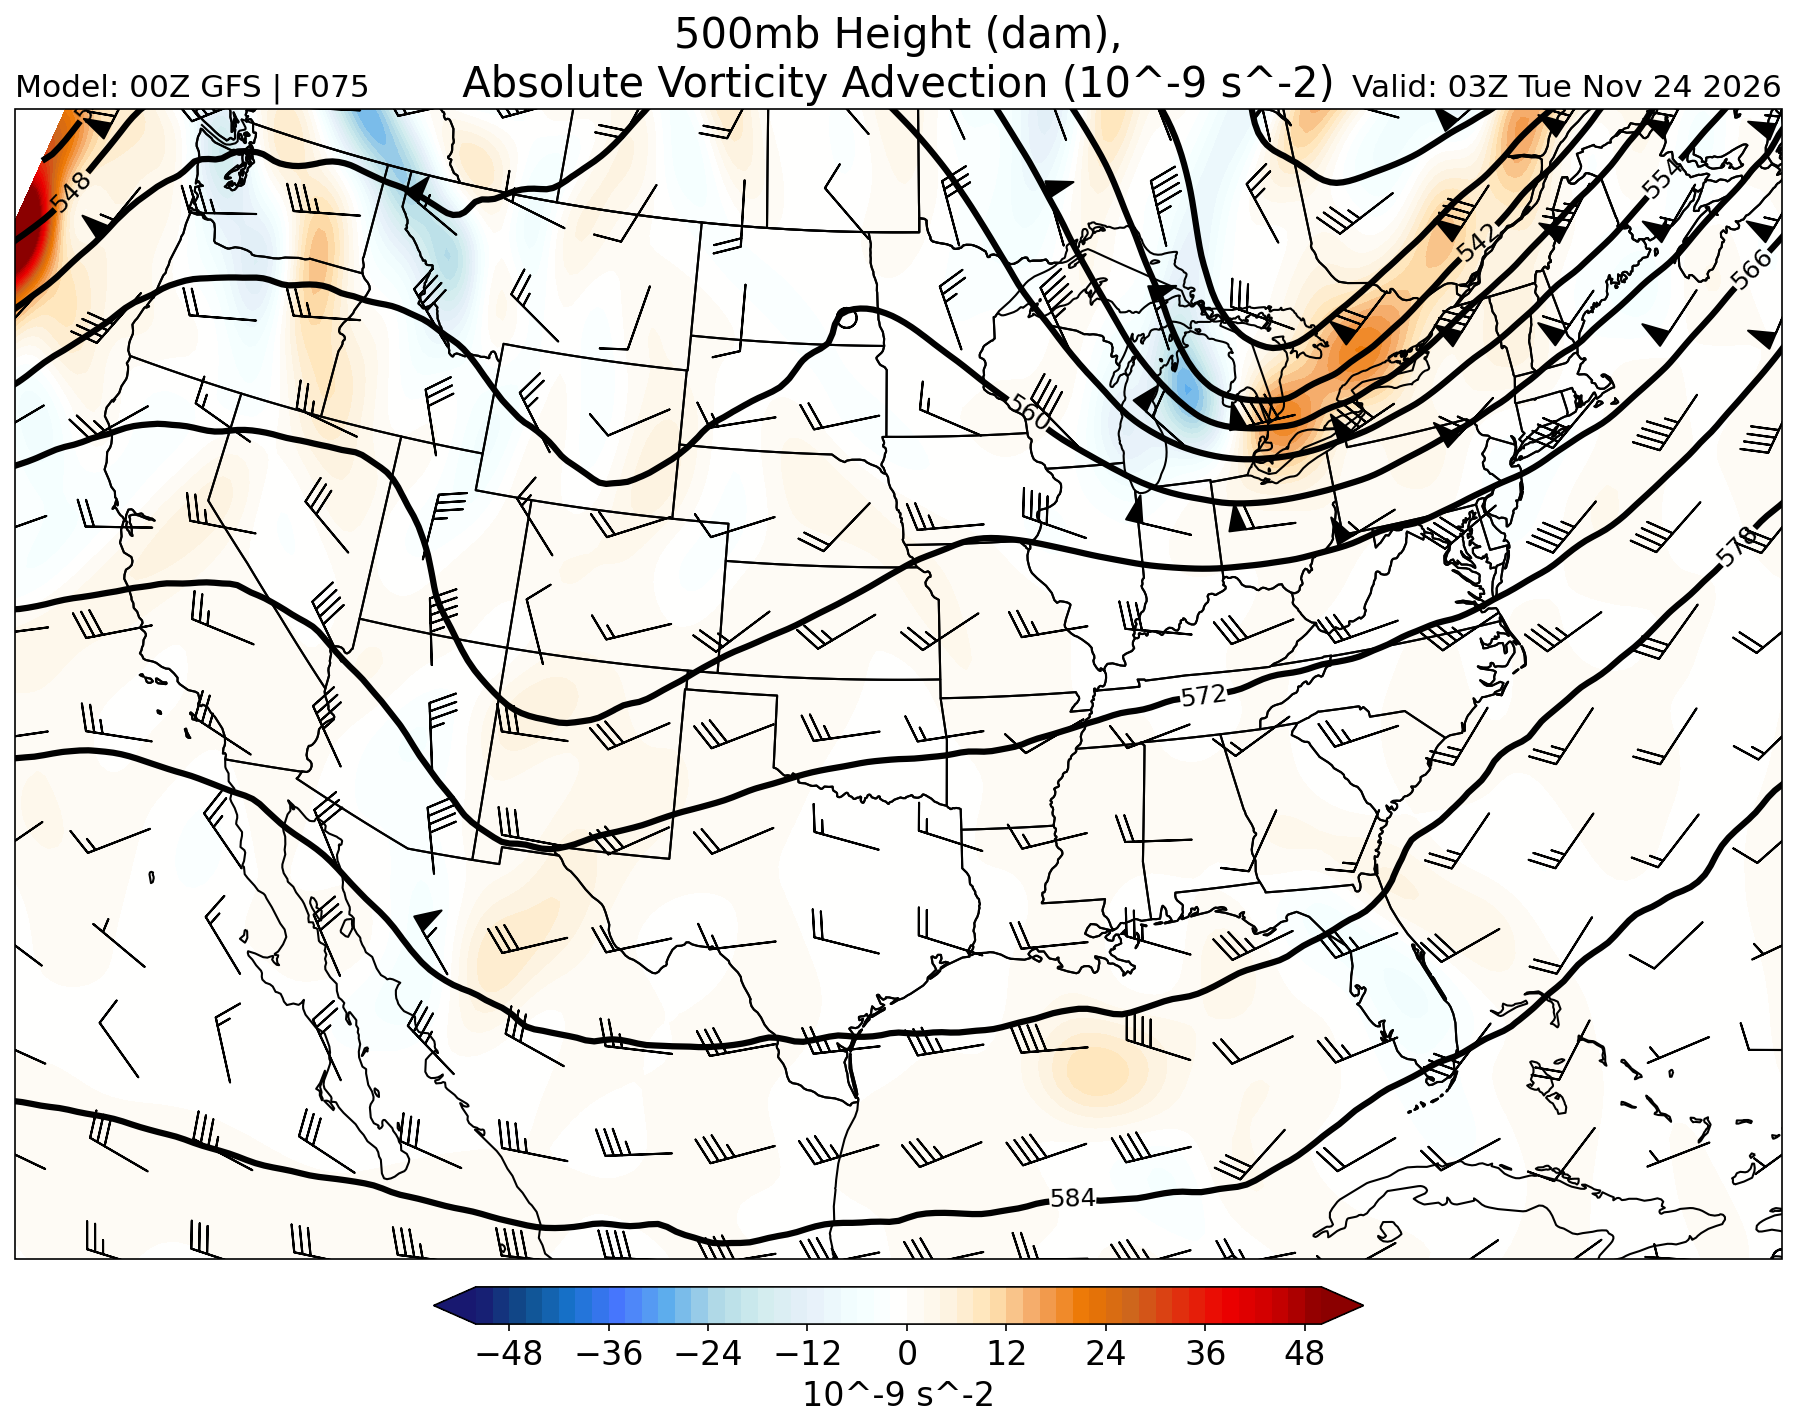 500mb Height (dam),
Model: 00Z GFS | F075
Absolute Vorticity Advection (10^-9 s^-2)
Valid: 03Z Tue Nov 24 2026
548
554
542
566
560
578
572
584
−48 −36 −24 −12 0 12 24 36 48
10^-9 s^-2